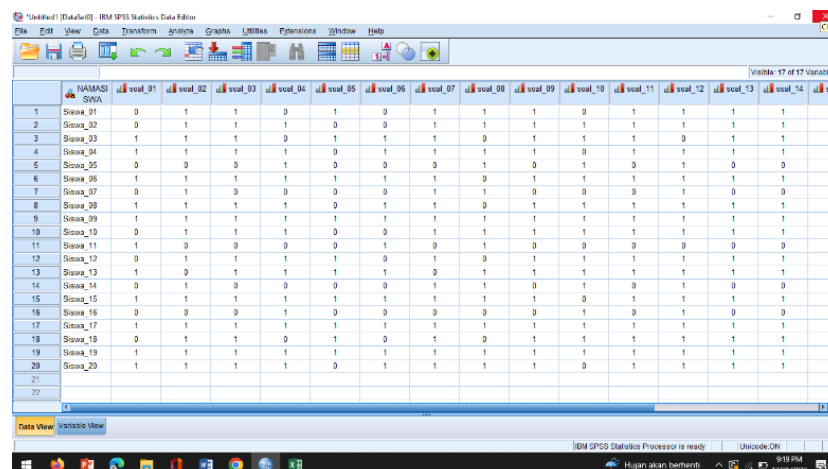 *Untitled1 [DataSet0] - IBM SPSS Statistics Data Editor
File Edit View Data Transform Analyze Graphs Utilities Extensions Window Help
Visible: 17 of 17 Variab
NAMASI SWA soal_01 soal_02 soal_03 soal_04 soal_05 soal_06 soal_07 soal_08 soal_09 soal_10 soal_11 soal_12 soal_13 soal_14
1 Siswa_01 0 1 1 0 1 0 1 1 1 0 1 1 1 1
2 Siswa_02 0 1 1 1 0 0 1 1 1 1 1 1 1 1
3 Siswa_03 1 1 1 0 1 1 1 0 1 1 1 0 1 1
4 Siswa_04 1 1 1 1 0 1 1 1 1 0 1 1 1 1
5 Siswa_05 0 0 0 1 0 0 0 1 0 1 0 1 0 0
6 Siswa_06 1 1 1 1 1 1 1 0 1 1 1 1 1 1
7 Siswa_07 0 1 0 0 0 0 1 1 0 0 0 1 0 0
8 Siswa_08 1 1 1 1 0 1 1 0 1 1 1 1 1 1
9 Siswa_09 1 1 1 1 1 1 1 1 1 1 1 1 1 1
10 Siswa_10 0 1 1 1 0 0 1 1 1 1 1 1 1 1
11 Siswa_11 1 0 0 0 0 1 0 1 0 0 0 0 0 0
12 Siswa_12 0 1 1 1 1 0 1 0 1 1 1 1 1 1
13 Siswa_13 1 0 1 1 1 1 0 1 1 1 1 1 1 1
14 Siswa_14 0 1 0 0 0 0 1 1 0 1 0 1 0 0
15 Siswa_15 1 1 1 1 1 1 1 1 1 0 1 1 1 1
16 Siswa_16 0 0 0 1 0 0 0 0 0 1 0 1 0 0
17 Siswa_17 1 1 1 1 1 1 1 1 1 1 1 1 1 1
18 Siswa_18 0 1 1 0 1 0 1 0 1 1 1 1 1 1
19 Siswa_19 1 1 1 1 1 1 1 1 1 1 1 1 1 1
20 Siswa_20 1 1 1 1 0 1 1 1 1 0 1 1 1 1
21
22
Data View Variable View
IBM SPSS Statistics Processor is ready Unicode:ON
Hujan akan berhenti 9:19 PM